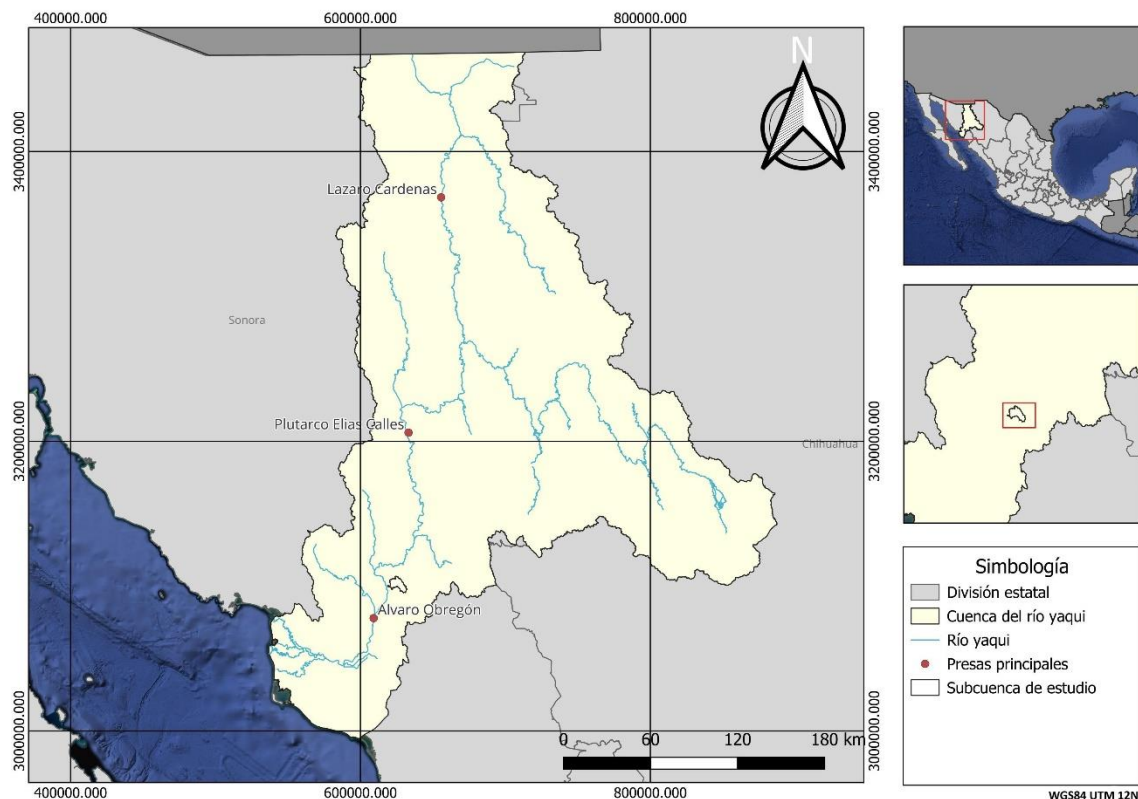 400000.000
600000.000
800000.000
N
3400000.000
3400000.000
Lazaro Cardenas
Sonora
Plutarco Elias Calles
3200000.000
3200000.000
Chihuahua
Alvaro Obregón
3000000.000
3000000.000
0 60 120 180 km
400000.000
600000.000
800000.000
Simbología
División estatal
Cuenca del río yaqui
Río yaqui
Presas principales
Subcuenca de estudio
WGS84 UTM 12N